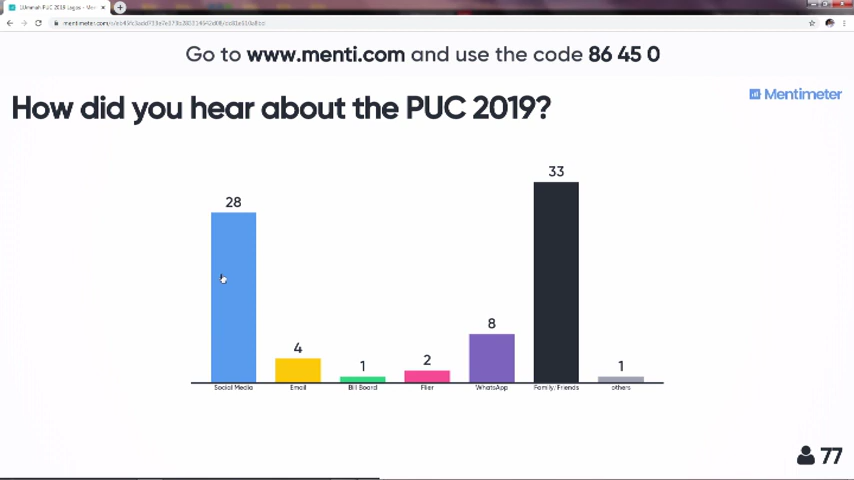 Go to www.menti.com and use the code 86 45 0
How did you hear about the PUC 2019?
Mentimeter
33
28
8
4
2
1
1
Social Media Email Bill Board Flier WhatsApp Family, Friends others
77